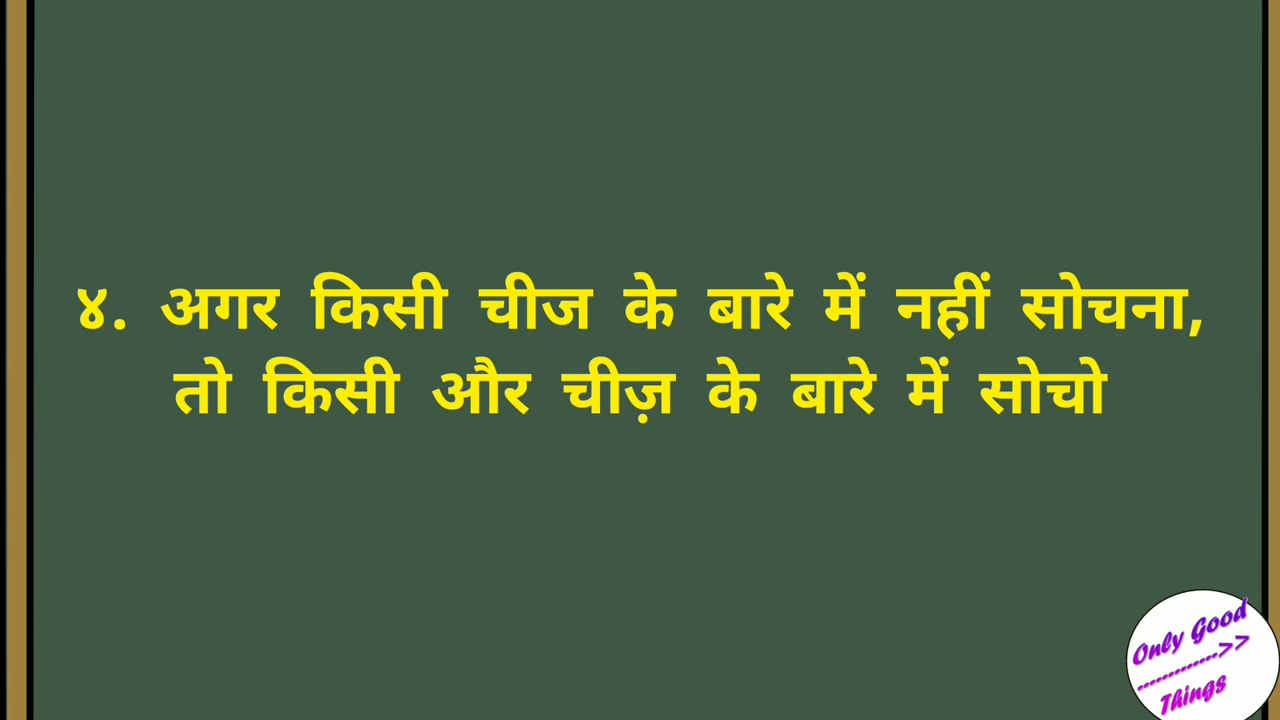 ४. अगर किसी चीज के बारे में नहीं सोचना,
तो किसी और चीज़ के बारे में सोचो
Only Good
-------------->>
Things